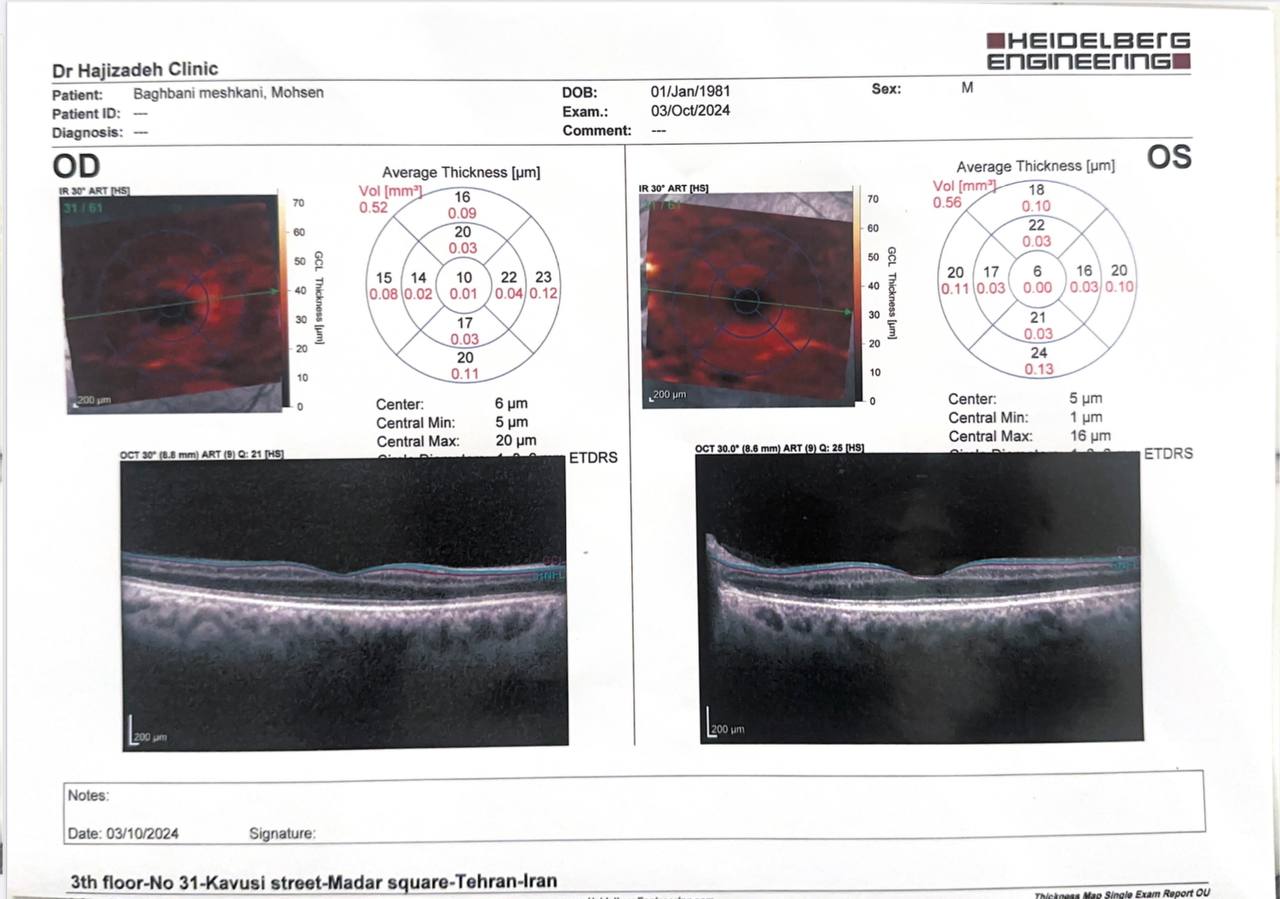 HEIDELBERG
ENGINEERING
Dr Hajizadeh Clinic
Patient: Baghbani meshkani, Mohsen
DOB: 01/Jan/1981
Sex: M
Patient ID: ---
Exam.: 03/Oct/2024
Diagnosis: ---
Comment: ---
OD
IR 30° ART [HS]
31 / 61
200 µm
70
60
50
40
30
20
10
0
GCL Thickness [µm]
Average Thickness [µm]
Vol [mm³]
0.52
16
0.09
20
0.03
15 14 10 22 23
0.08 0.02 0.01 0.04 0.12
17
0.03
20
0.11
Center: 6 µm
Central Min: 5 µm
Central Max: 20 µm
ETDRS
OCT 30° (8.6 mm) ART (9) Q: 21 [HS]
200 µm
OS
IR 30° ART [HS]
200 µm
70
60
50
40
30
20
10
0
GCL Thickness [µm]
Average Thickness [µm]
Vol [mm³]
0.56
18
0.10
22
0.03
20 17 6 16 20
0.11 0.03 0.00 0.03 0.10
21
0.03
24
0.13
Center: 5 µm
Central Min: 1 µm
Central Max: 16 µm
ETDRS
OCT 30.0° (8.6 mm) ART (9) Q: 25 [HS]
200 µm
Notes:
Date: 03/10/2024 Signature:
3th floor-No 31-Kavusi street-Madar square-Tehran-Iran
Thickness Map Single Exam Report OU